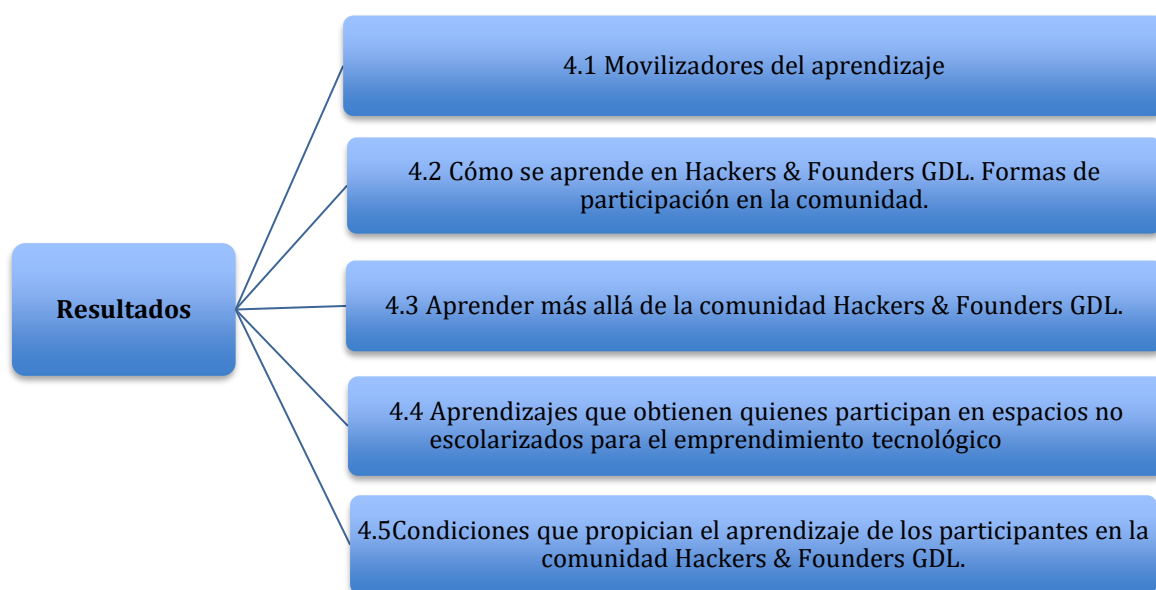 4.1 Movilizadores del aprendizaje
4.2 Cómo se aprende en Hackers & Founders GDL. Formas de
participación en la comunidad.
Resultados
4.3 Aprender más allá de la comunidad Hackers & Founders GDL.
4.4 Aprendizajes que obtienen quienes participan en espacios no
escolarizados para el emprendimiento tecnológico
4.5Condiciones que propician el aprendizaje de los participantes en la
comunidad Hackers & Founders GDL.